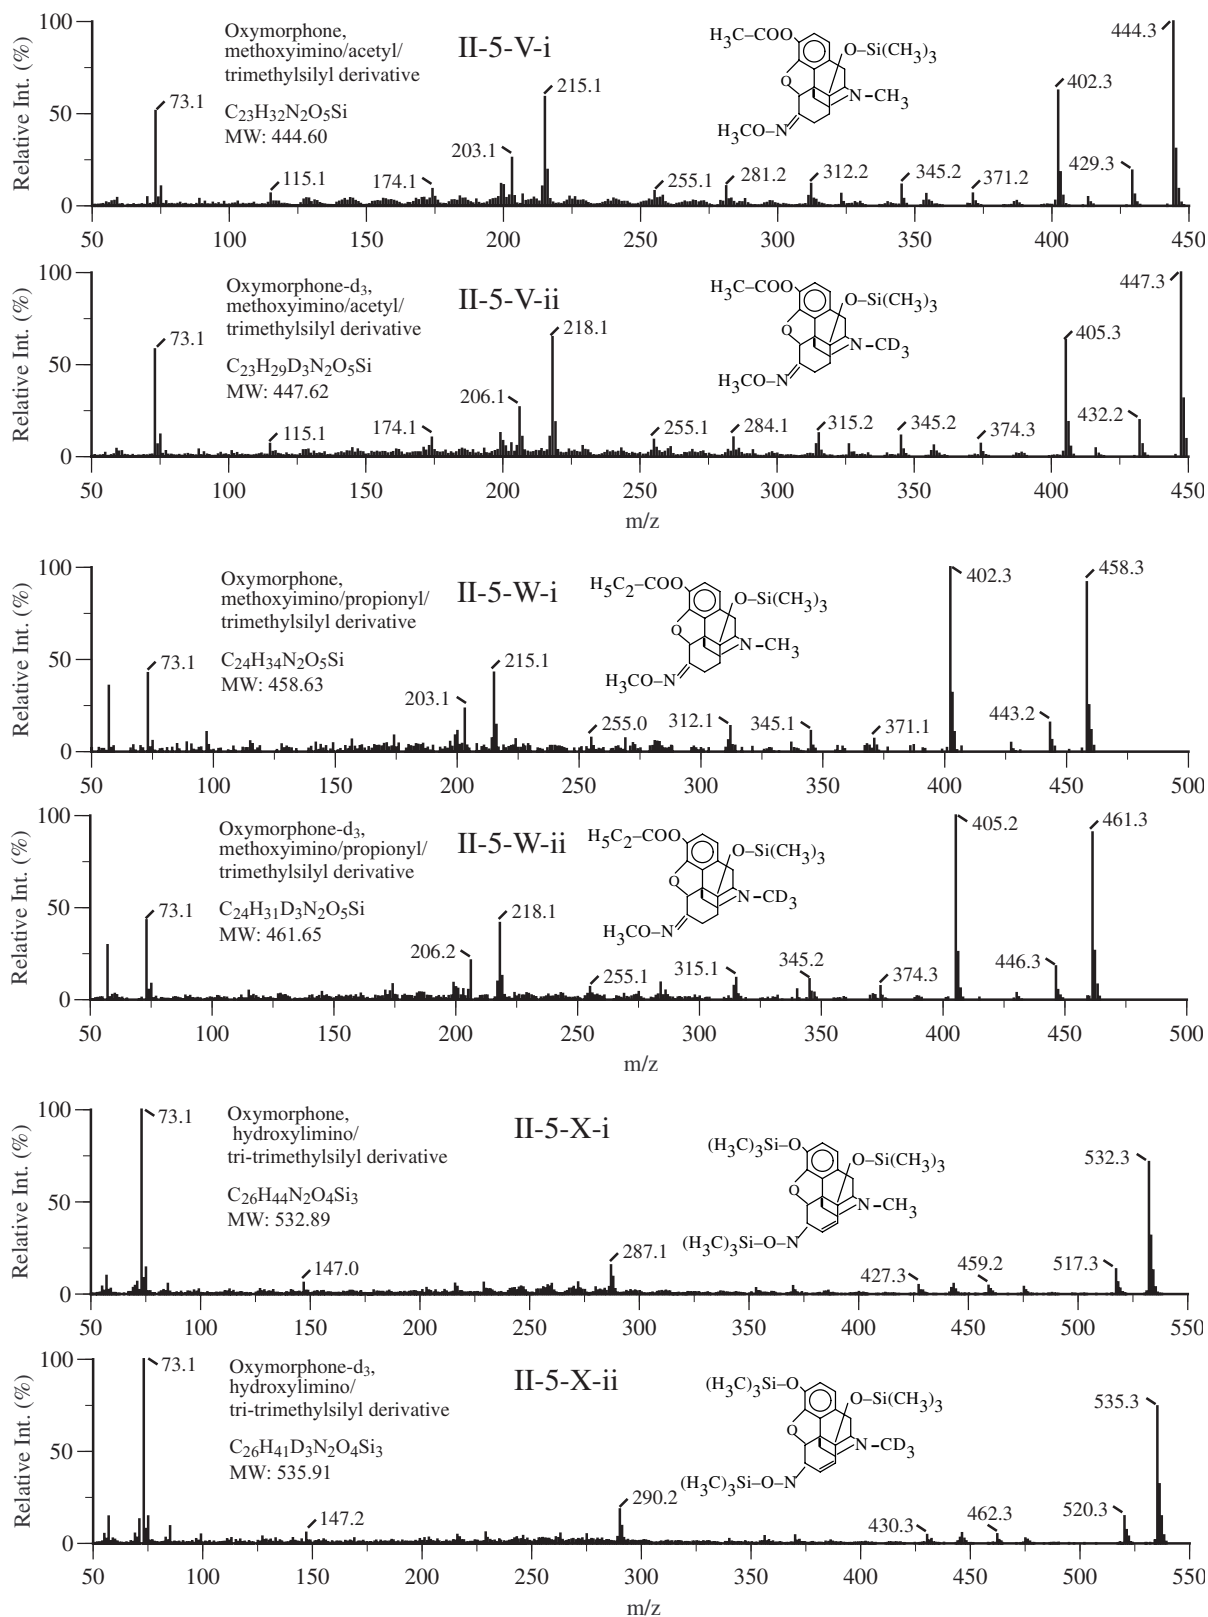 Relative Int. (%)
100
50
0
Oxymorphone,
methoxyimino/acetyl/
trimethylsilyl derivative
C23H32N2O5Si
MW: 444.60
II-5-V-i
H3C–COO
O–Si(CH3)3
O
N–CH3
H3CO–N
73.1
115.1
174.1
203.1
215.1
255.1
281.2
312.2
345.2
371.2
402.3
429.3
444.3
50 100 150 200 250 300 350 400 450
Relative Int. (%)
100
50
0
Oxymorphone-d3,
methoxyimino/acetyl/
trimethylsilyl derivative
C23H29D3N2O5Si
MW: 447.62
II-5-V-ii
H3C–COO
O–Si(CH3)3
O
N–CD3
H3CO–N
73.1
115.1
174.1
206.1
218.1
255.1
284.1
315.2
345.2
374.3
405.3
432.2
447.3
50 100 150 200 250 300 350 400 450
m/z
Relative Int. (%)
100
50
0
Oxymorphone,
methoxyimino/propionyl/
trimethylsilyl derivative
C24H34N2O5Si
MW: 458.63
II-5-W-i
H5C2–COO
O–Si(CH3)3
O
N–CH3
H3CO–N
73.1
203.1
215.1
255.0
312.1
345.1
371.1
402.3
443.2
458.3
50 100 150 200 250 300 350 400 450 500
Relative Int. (%)
100
50
0
Oxymorphone-d3,
methoxyimino/propionyl/
trimethylsilyl derivative
C24H31D3N2O5Si
MW: 461.65
II-5-W-ii
H5C2–COO
O–Si(CH3)3
O
N–CD3
H3CO–N
73.1
206.2
218.1
255.1
315.1
345.2
374.3
405.2
446.3
461.3
50 100 150 200 250 300 350 400 450 500
m/z
Relative Int. (%)
100
50
0
Oxymorphone,
hydroxylimino/
tri-trimethylsilyl derivative
C26H44N2O4Si3
MW: 532.89
II-5-X-i
(H3C)3Si–O
O–Si(CH3)3
O
N–CH3
(H3C)3Si–O–N
73.1
147.0
287.1
427.3
459.2
517.3
532.3
50 100 150 200 250 300 350 400 450 500 550
Relative Int. (%)
100
50
0
Oxymorphone-d3,
hydroxylimino/
tri-trimethylsilyl derivative
C26H41D3N2O4Si3
MW: 535.91
II-5-X-ii
(H3C)3Si–O
O–Si(CH3)3
O
N–CD3
(H3C)3Si–O–N
73.1
147.2
290.2
430.3
462.3
520.3
535.3
50 100 150 200 250 300 350 400 450 500 550
m/z